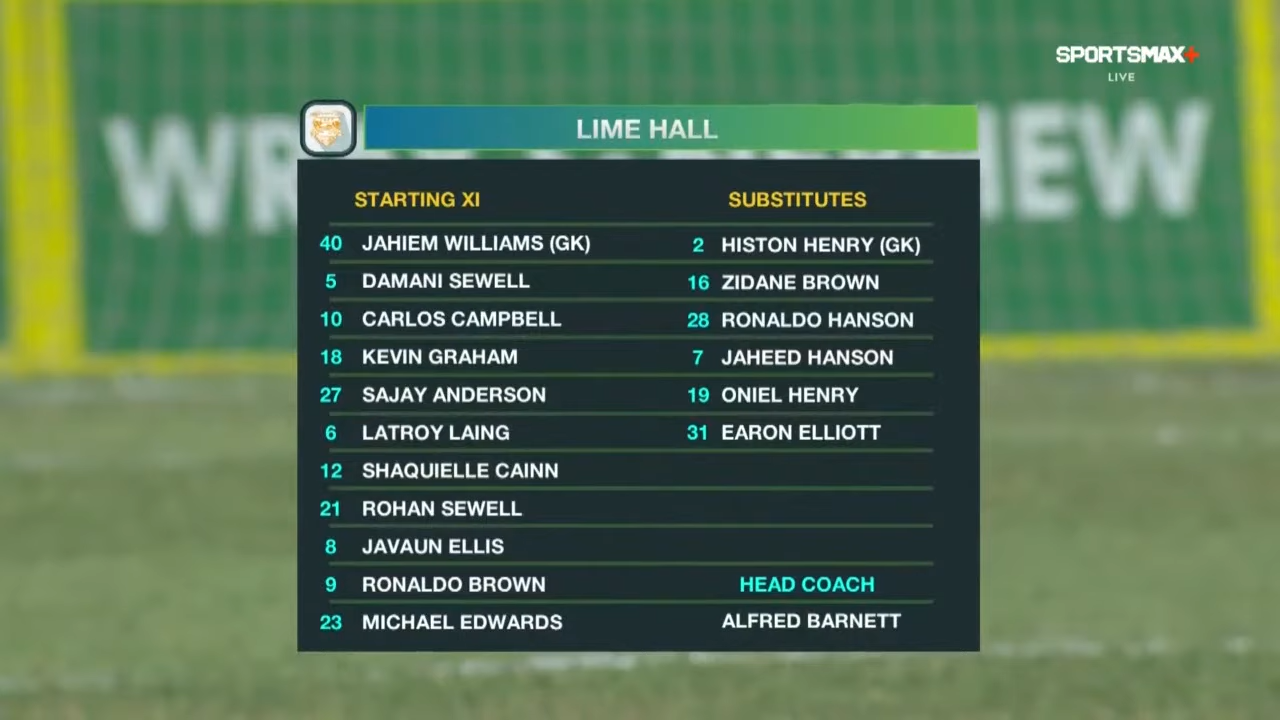 SPORTSMAX+
LIVE
LIME HALL
STARTING XI
40 JAHIEM WILLIAMS (GK)
5 DAMANI SEWELL
10 CARLOS CAMPBELL
18 KEVIN GRAHAM
27 SAJAY ANDERSON
6 LATROY LAING
12 SHAQUIELLE CAINN
21 ROHAN SEWELL
8 JAVAUN ELLIS
9 RONALDO BROWN
23 MICHAEL EDWARDS
SUBSTITUTES
2 HISTON HENRY (GK)
16 ZIDANE BROWN
28 RONALDO HANSON
7 JAHEED HANSON
19 ONIEL HENRY
31 EARON ELLIOTT
HEAD COACH
ALFRED BARNETT